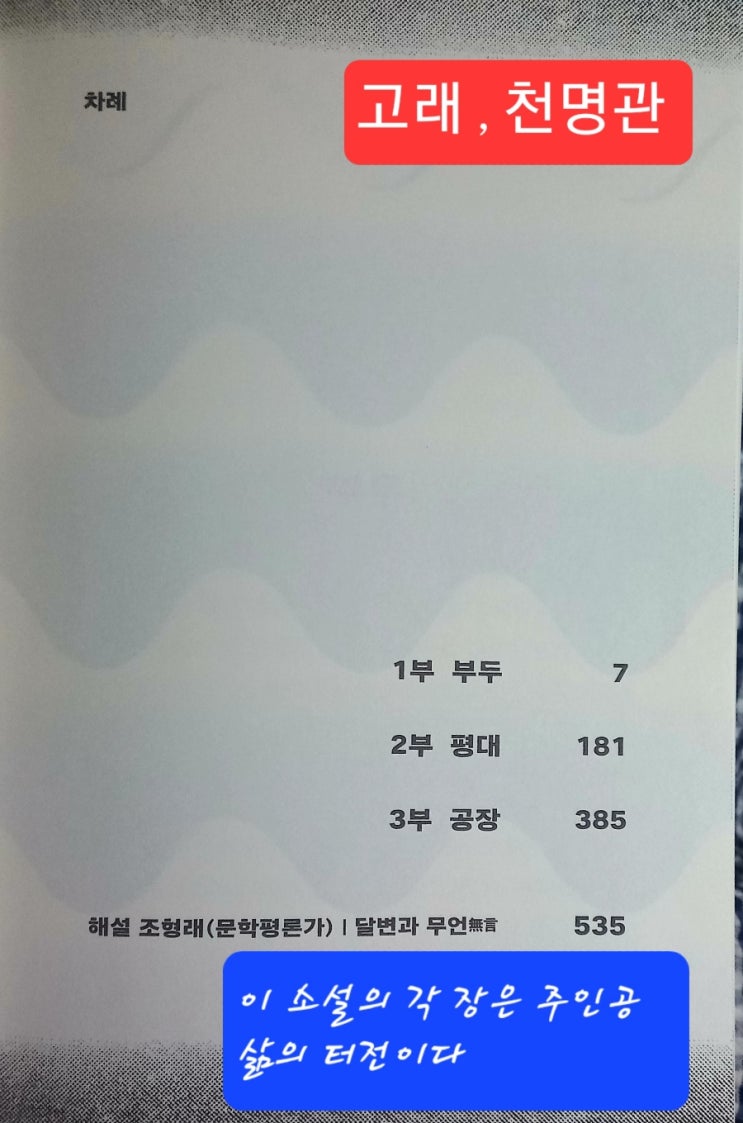 차례
고래, 천명관
1부 부두 7
2부 평대 181
3부 공장 385
해설 조형래(문학평론가) | 달변과 무언無言 535
이 소설의 각 장은 주인공
삶의 터전이다